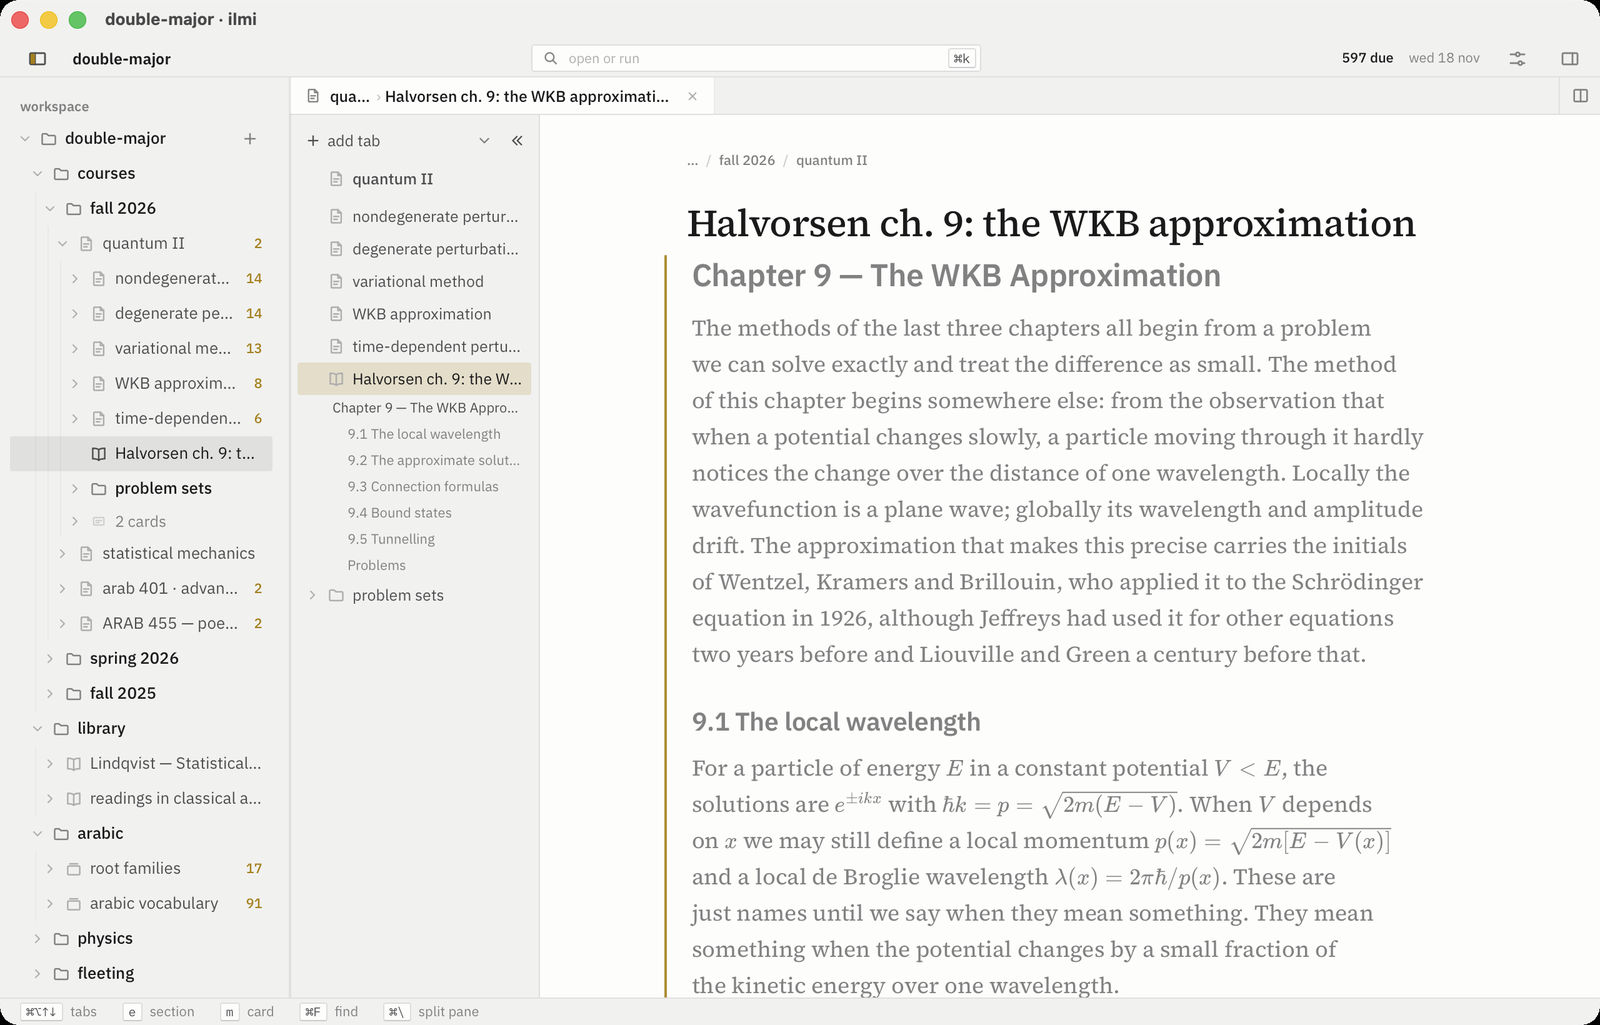 double-major · ilmi
double-major
open or run
⌘k
597 due
wed 18 nov
workspace
double-major
courses
fall 2026
quantum II 2
nondegenerat... 14
degenerate pe... 14
variational me... 13
WKB approxim... 8
time-dependen... 6
Halvorsen ch. 9: t...
problem sets
2 cards
statistical mechanics
arab 401 · advan... 2
ARAB 455 — poe... 2
spring 2026
fall 2025
library
Lindqvist — Statistical...
readings in classical a...
arabic
root families 17
arabic vocabulary 91
physics
fleeting
qua... › Halvorsen ch. 9: the WKB approximati...
add tab
quantum II
nondegenerate pertur...
degenerate perturbati...
variational method
WKB approximation
time-dependent pertu...
Halvorsen ch. 9: the W...
Chapter 9 — The WKB Appro...
9.1 The local wavelength
9.2 The approximate solut...
9.3 Connection formulas
9.4 Bound states
9.5 Tunnelling
Problems
problem sets
... / fall 2026 / quantum II
Halvorsen ch. 9: the WKB approximation
Chapter 9 — The WKB Approximation
The methods of the last three chapters all begin from a problem
we can solve exactly and treat the difference as small. The method
of this chapter begins somewhere else: from the observation that
when a potential changes slowly, a particle moving through it hardly
notices the change over the distance of one wavelength. Locally the
wavefunction is a plane wave; globally its wavelength and amplitude
drift. The approximation that makes this precise carries the initials
of Wentzel, Kramers and Brillouin, who applied it to the Schrödinger
equation in 1926, although Jeffreys had used it for other equations
two years before and Liouville and Green a century before that.
9.1 The local wavelength
For a particle of energy E in a constant potential V < E, the
solutions are e^{±ikx} with ħk = p = √(2m(E − V)). When V depends
on x we may still define a local momentum p(x) = √(2m[E − V(x)])
and a local de Broglie wavelength λ(x) = 2πħ/p(x). These are
just names until we say when they mean something. They mean
something when the potential changes by a small fraction of
the kinetic energy over one wavelength.
⌘⌥↑↓ tabs
e section
m card
⌘F find
⌘\ split pane